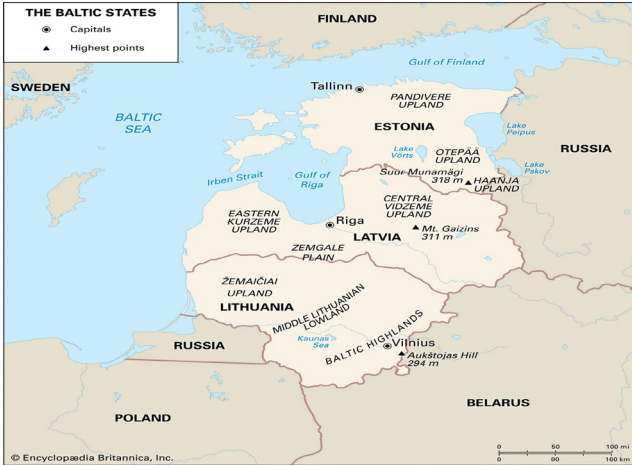 THE BALTIC STATES
Capitals
Highest points
FINLAND
Gulf of Finland
SWEDEN
Tallinn
PANDIVERE
UPLAND
BALTIC
SEA
ESTONIA
Lake
Peipus
Lake
Võrts
OTEPÄÄ
UPLAND
RUSSIA
Lake
Pskov
Irben Strait
Gulf of
Riga
Suur Munamägi
318 m
HAANJA
UPLAND
EASTERN
KURZEME
UPLAND
Riga
CENTRAL
VIDZEME
UPLAND
Mt. Gaizins
311 m
LATVIA
ZEMGALE
PLAIN
ŽEMAIČIAI
UPLAND
LITHUANIA
MIDDLE LITHUANIAN
LOWLAND
Kaunas
Sea
BALTIC HIGHLANDS
Vilnius
Aukštojas Hill
294 m
RUSSIA
POLAND
BELARUS
0 50 100 mi
0 80 160 km
© Encyclopædia Britannica, Inc.